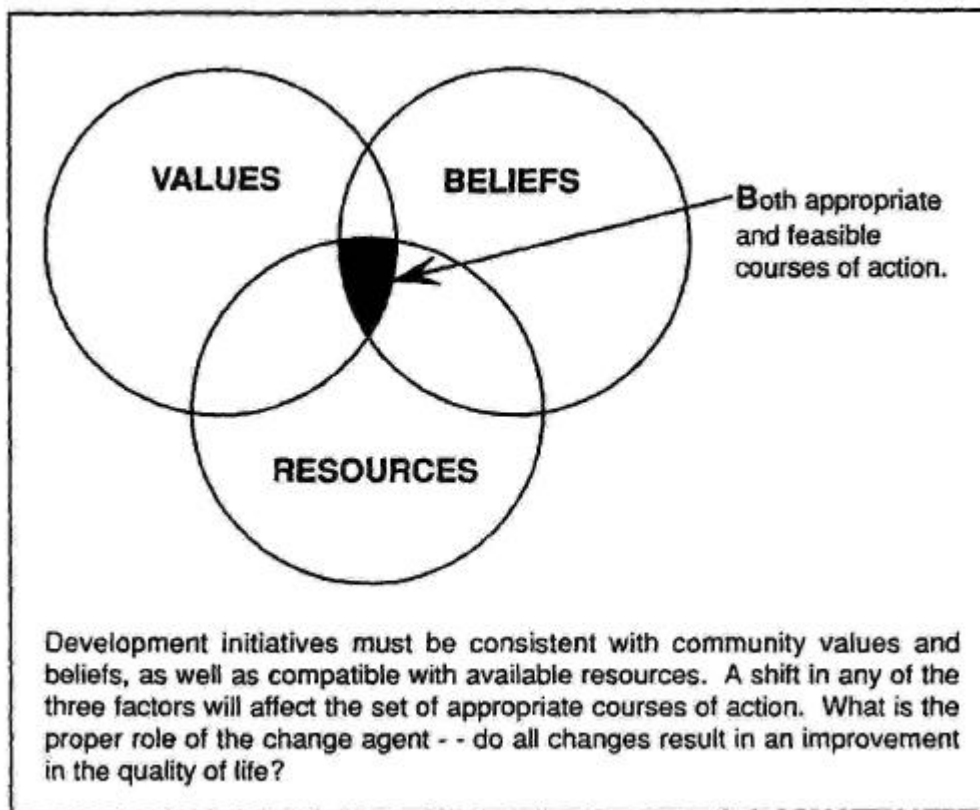 VALUES
BELIEFS
Both appropriate
and feasible
courses of action.
RESOURCES
Development initiatives must be consistent with community values and
beliefs, as well as compatible with available resources. A shift in any of the
three factors will affect the set of appropriate courses of action. What is the
proper role of the change agent - - do all changes result in an improvement
in the quality of life?